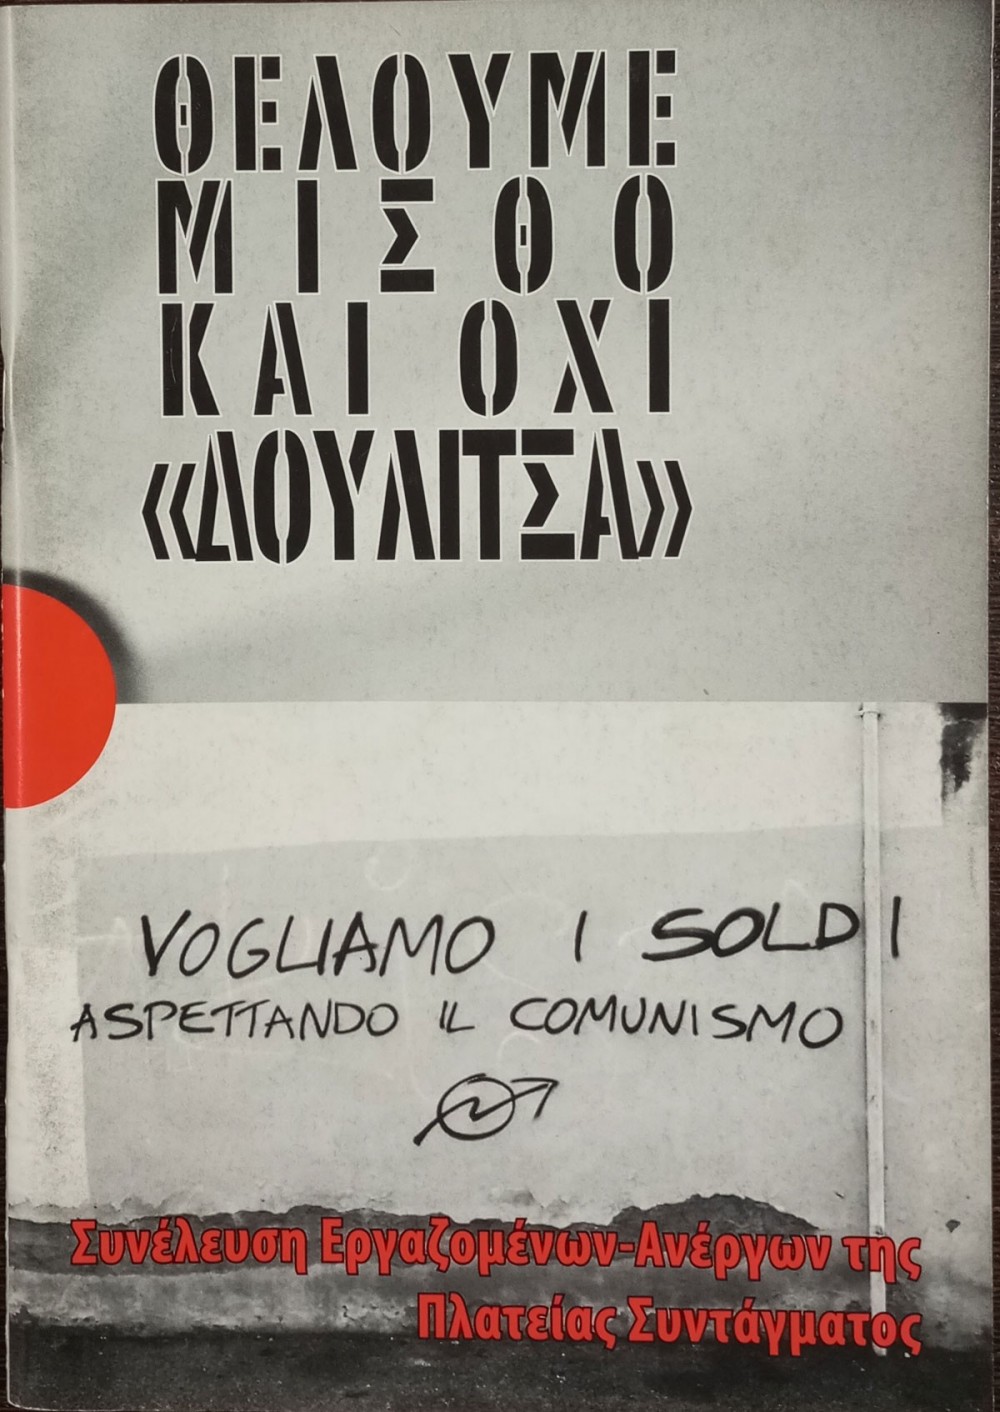 ΘΕΛΟΥΜΕ
ΜΙΣΘΟ
ΚΑΙ ΟΧΙ
«ΔΟΥΛΙΤΣΑ»
VOGLIAMO I SOLDI
ASPETTANDO IL COMUNISMO
Συνέλευση Εργαζομένων-Ανέργων της
Πλατείας Συντάγματος